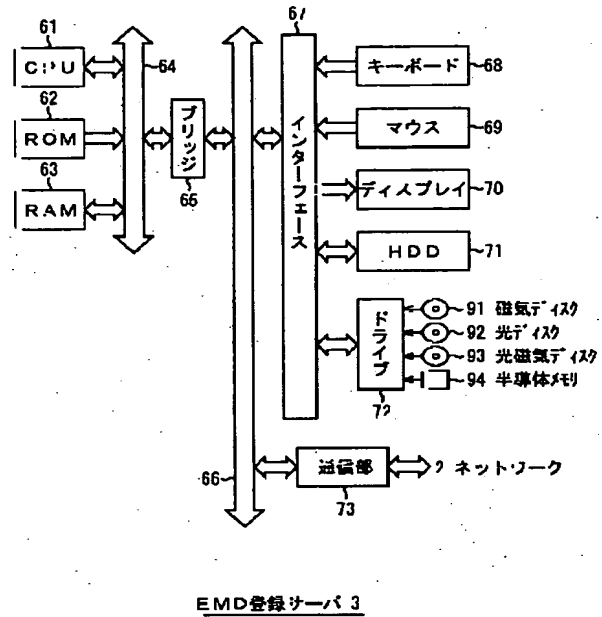 61
CPU
62
ROM
63
RAM
64
ブリッジ
65
66
67
インターフェース
キーボード 68
マウス 69
ディスプレイ 70
HDD 71
ドライブ
72
91 磁気ディスク
92 光ディスク
93 光磁気ディスク
94 半導体メモリ
通信部
73
2 ネットワーク
EMD登録サーバ 3